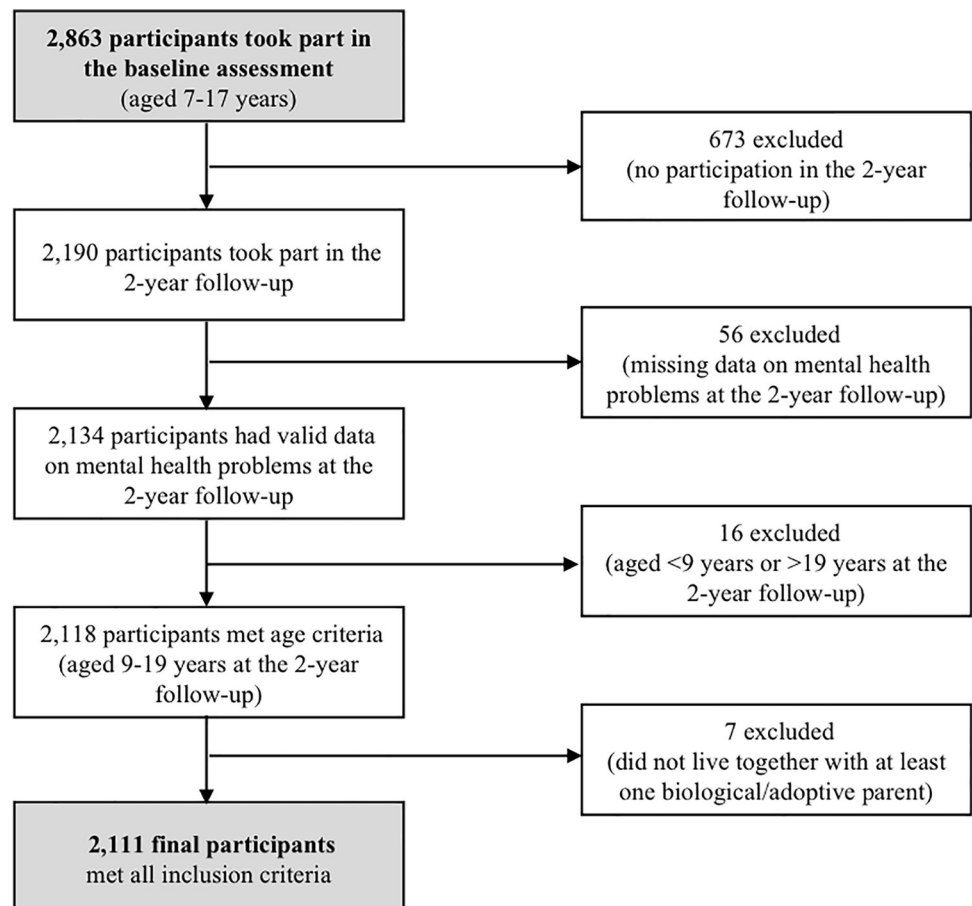 2,863 participants took part in
the baseline assessment
(aged 7-17 years)
673 excluded
(no participation in the 2-year
follow-up)
2,190 participants took part in the
2-year follow-up
56 excluded
(missing data on mental health
problems at the 2-year follow-up)
2,134 participants had valid data
on mental health problems at the
2-year follow-up
16 excluded
(aged <9 years or >19 years at the
2-year follow-up)
2,118 participants met age criteria
(aged 9-19 years at the 2-year
follow-up)
7 excluded
(did not live together with at least
one biological/adoptive parent)
2,111 final participants
met all inclusion criteria